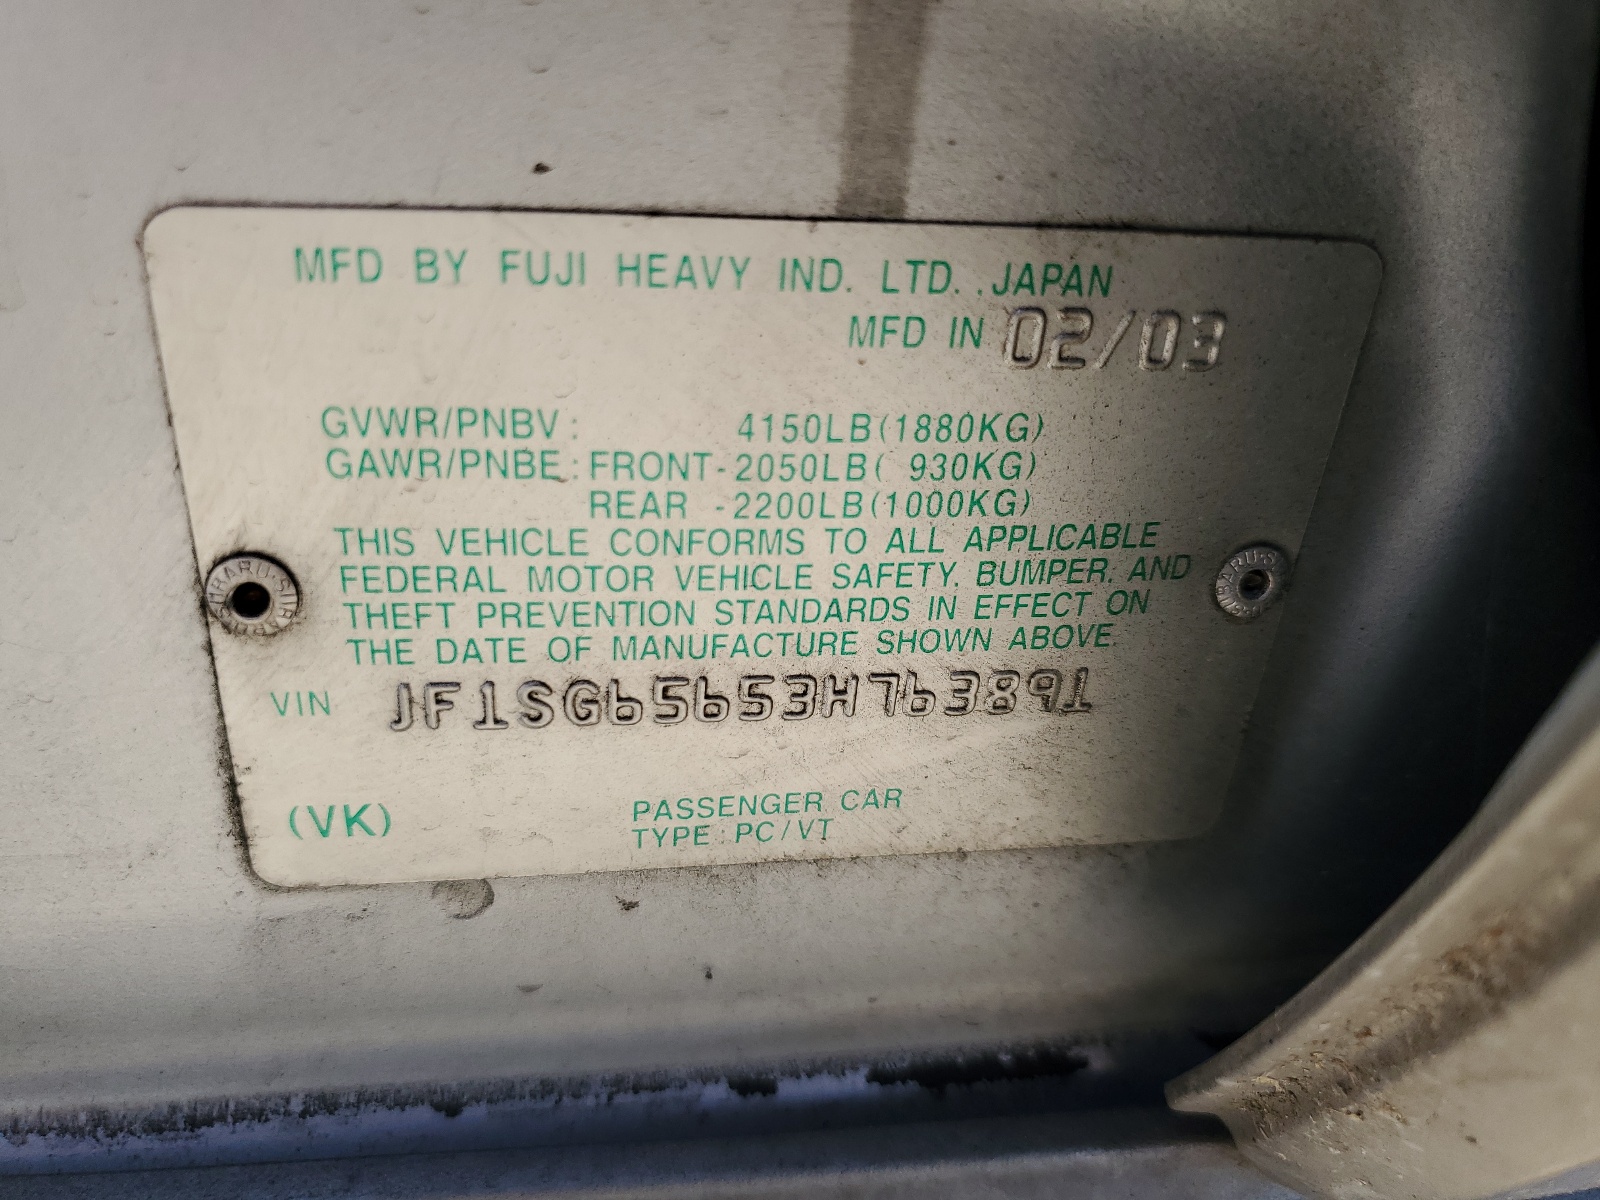 MFD BY FUJI HEAVY IND. LTD. .JAPAN
MFD IN 02/03
GVWR/PNBV: 4150LB(1880KG)
GAWR/PNBE: FRONT-2050LB( 930KG)
REAR -2200LB(1000KG)
THIS VEHICLE CONFORMS TO ALL APPLICABLE
FEDERAL MOTOR VEHICLE SAFETY. BUMPER. AND
THEFT PREVENTION STANDARDS IN EFFECT ON
THE DATE OF MANUFACTURE SHOWN ABOVE.
VIN JF1SG65653H763891
(VK)
PASSENGER CAR
TYPE : PC/VT
SUBARU·SUBARU